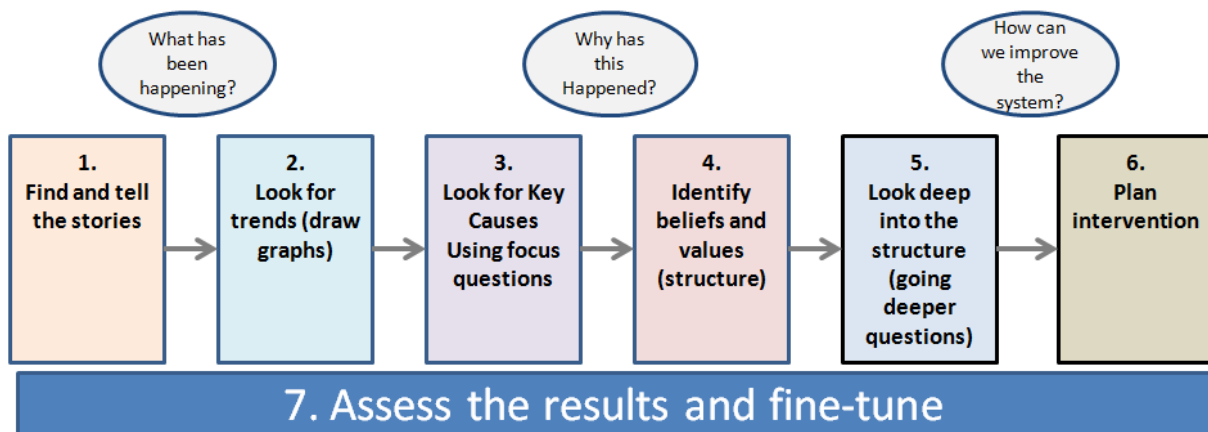 What has
been
happening?
Why has
this
Happened?
How can
we improve
the
system?
1.
Find and tell
the stories
2.
Look for
trends (draw
graphs)
3.
Look for Key
Causes
Using focus
questions
4.
Identify
beliefs and
values
(structure)
5.
Look deep
into the
structure
(going
deeper
questions)
6.
Plan
intervention
7. Assess the results and fine-tune